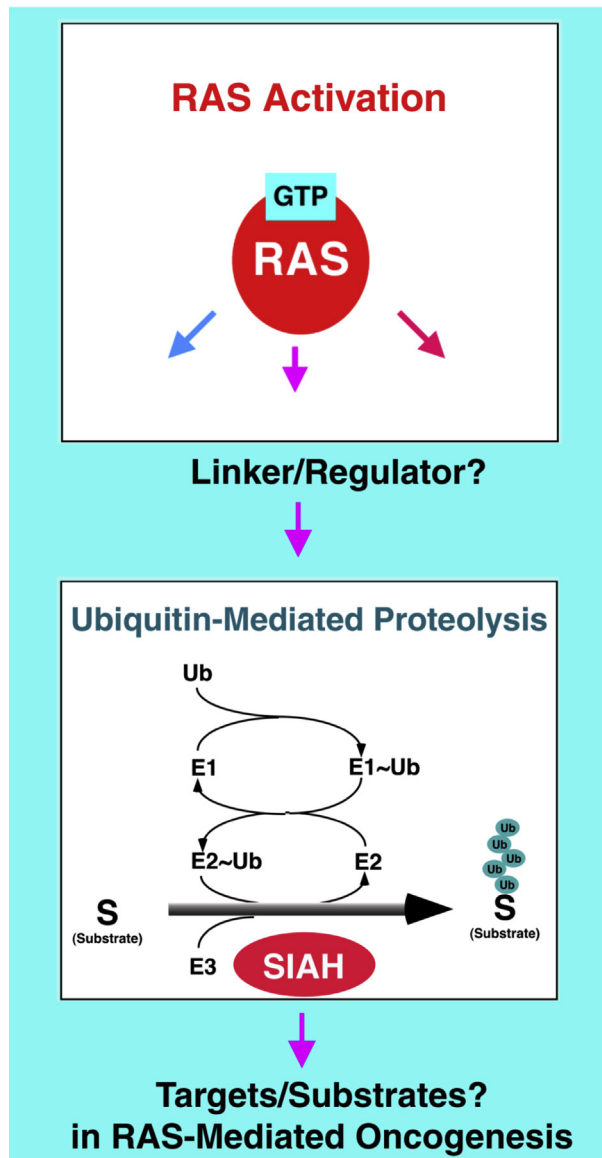 RAS Activation
GTP
RAS
Linker/Regulator?
Ubiquitin-Mediated Proteolysis
Ub
E1
E1~Ub
E2~Ub
E2
Ub
Ub
Ub
Ub
Ub
S
(Substrate)
S
(Substrate)
E3
SIAH
Targets/Substrates?
in RAS-Mediated Oncogenesis